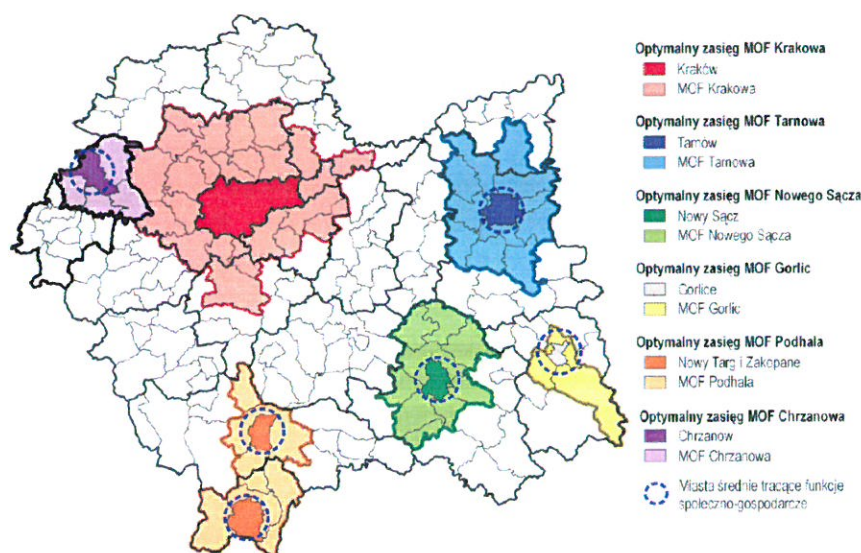 Optymalny zasięg MOF Krakowa
Kraków
MOF Krakowa
Optymalny zasięg MOF Tarnowa
Tarnów
MOF Tarnowa
Optymalny zasięg MOF Nowego Sącza
Nowy Sącz
MOF Nowego Sącza
Optymalny zasięg MOF Gorlic
Gorlice
MOF Gorlic
Optymalny zasięg MOF Podhala
Nowy Targ i Zakopane
MOF Podhala
Optymalny zasięg MOF Chrzanowa
Chrzanów
MOF Chrzanowa
Miasta średnie tracące funkcje
społeczno-gospodarcze